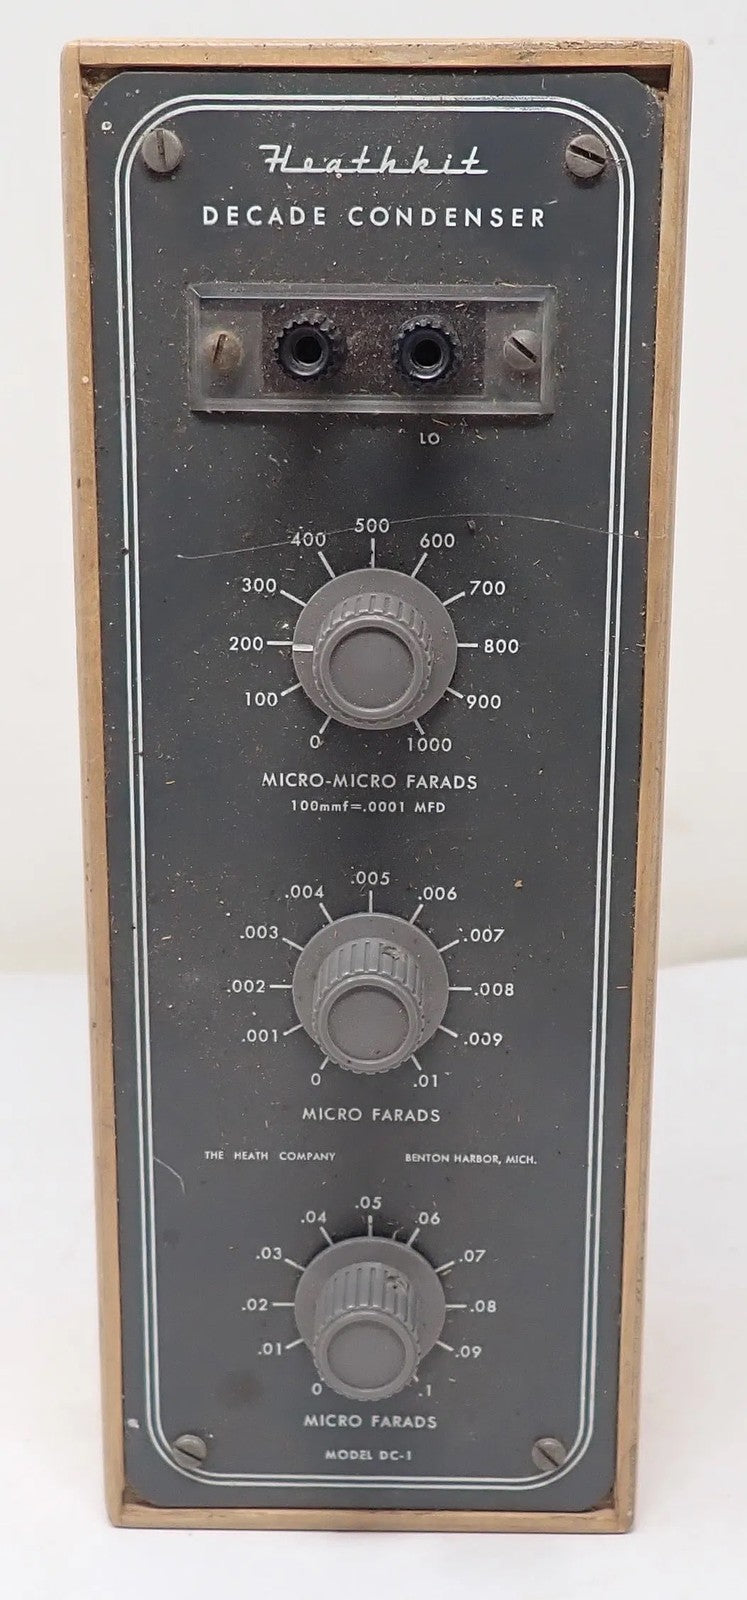 Heathkit
DECADE CONDENSER
LO
500
400 600
300 700
200 800
100 900
0 1000
MICRO-MICRO FARADS
100mmf=.0001 MFD
.005
.004 .006
.003 .007
.002 .008
.001 .009
0 .01
MICRO FARADS
THE HEATH COMPANY BENTON HARBOR, MICH.
.05
.04 .06
.03 .07
.02 .08
.01 .09
0 .1
MICRO FARADS
MODEL DC-1